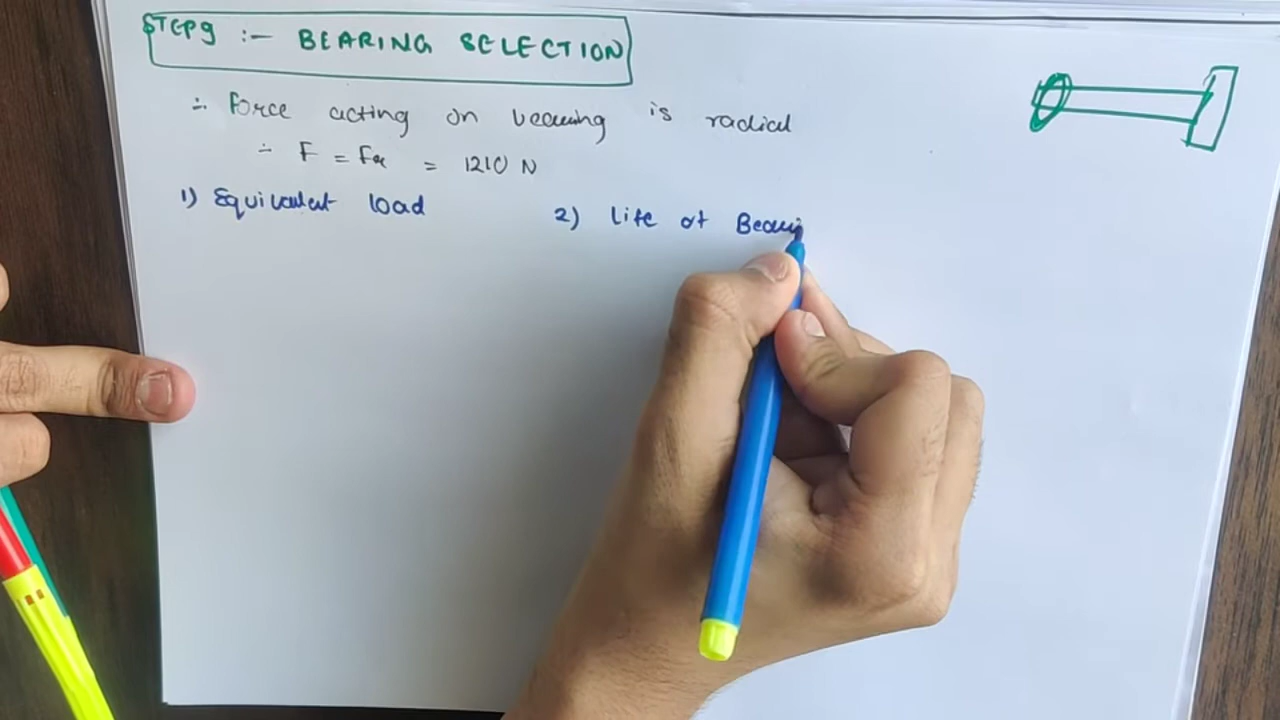 STEP9 :- BEARING SELECTION
∴ Force acting on bearing is radial
∴ F = Fr = 1210 N
1) Equivalent load
2) Life of Beari